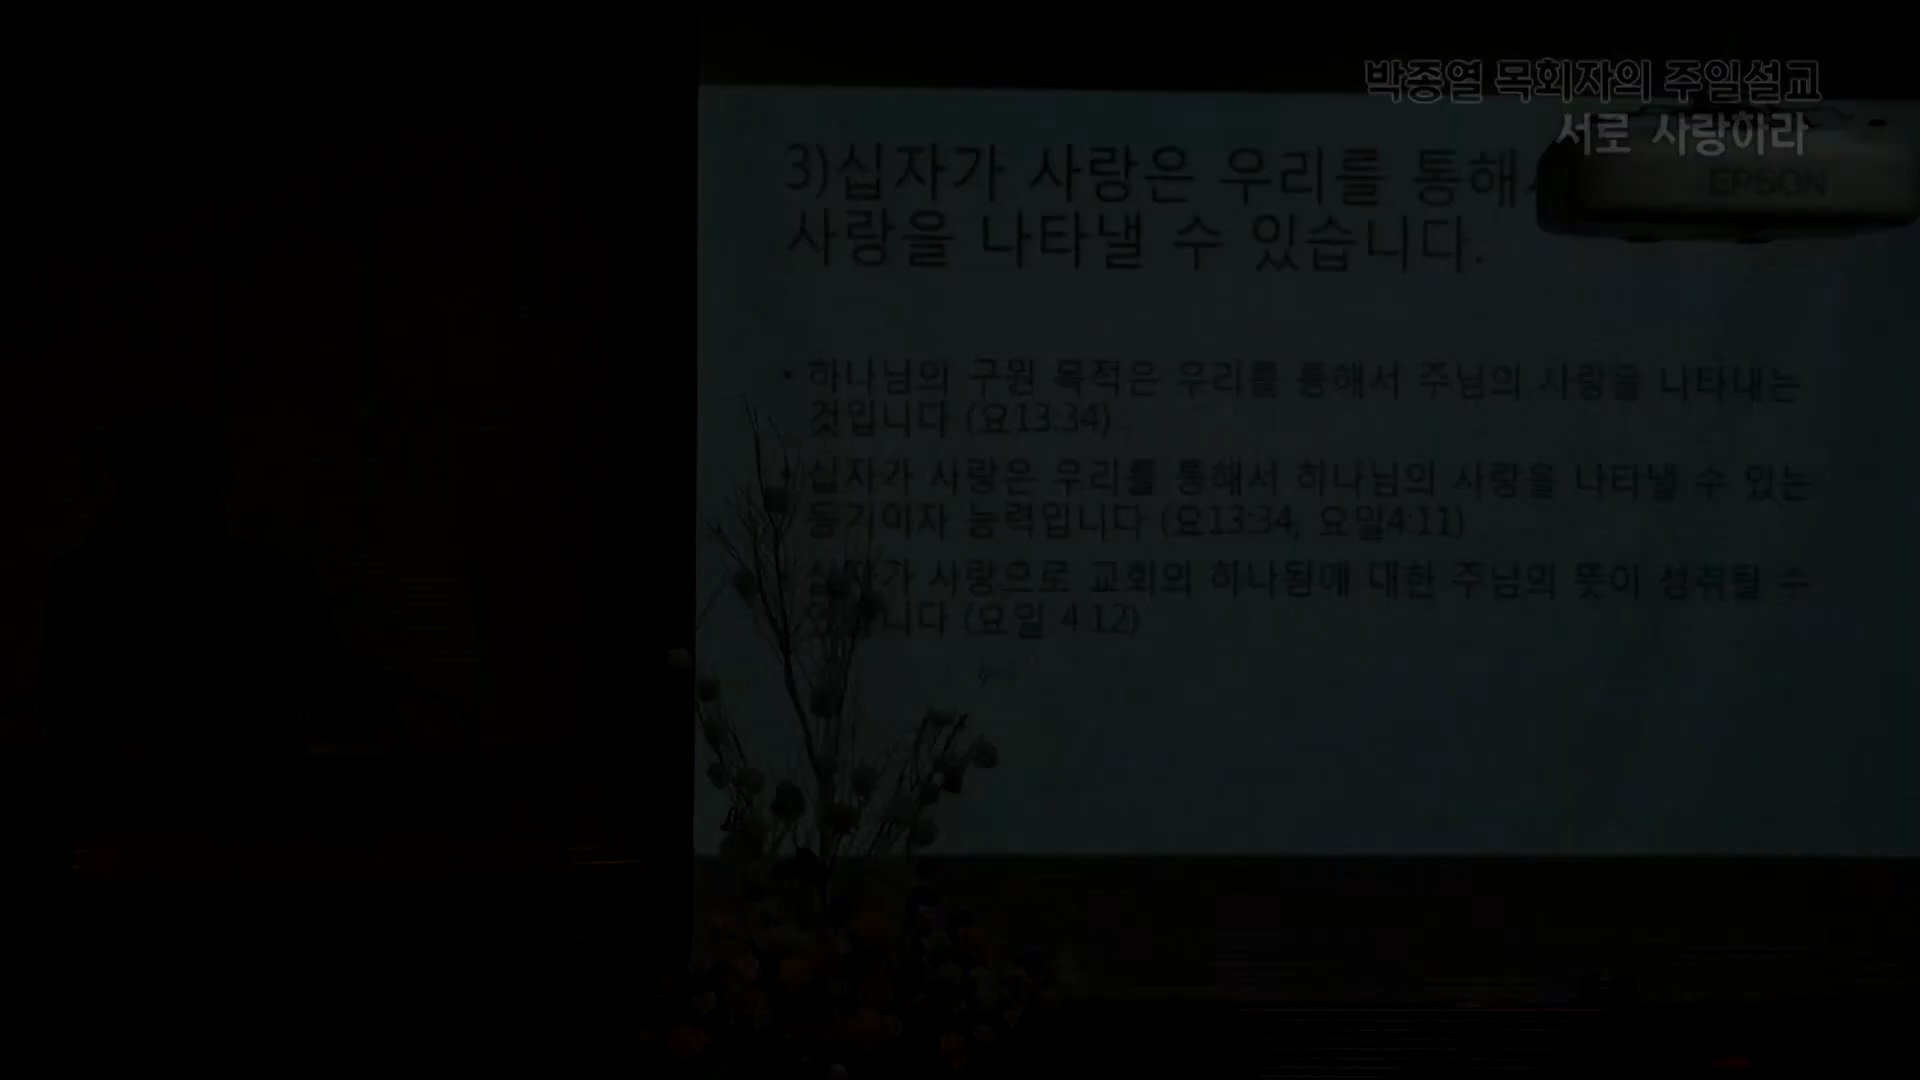 박종열 목회자의 주일설교
서로 사랑하라
EPSON
3)십자가 사랑은 우리를 통해
사랑을 나타낼 수 있습니다.
• 하나님의 구원 목적은 우리를 통해서 주님의 사랑을 나타내는
것입니다 (요13:34)
• 십자가 사랑은 우리를 통해서 하나님의 사랑을 나타낼 수 있는
동기이자 능력입니다 (요13:34, 요일4:11)
십자가 사랑으로 교회의 하나됨에 대한 주님의 뜻이 성취될 수
있습니다 (요일 4:12)